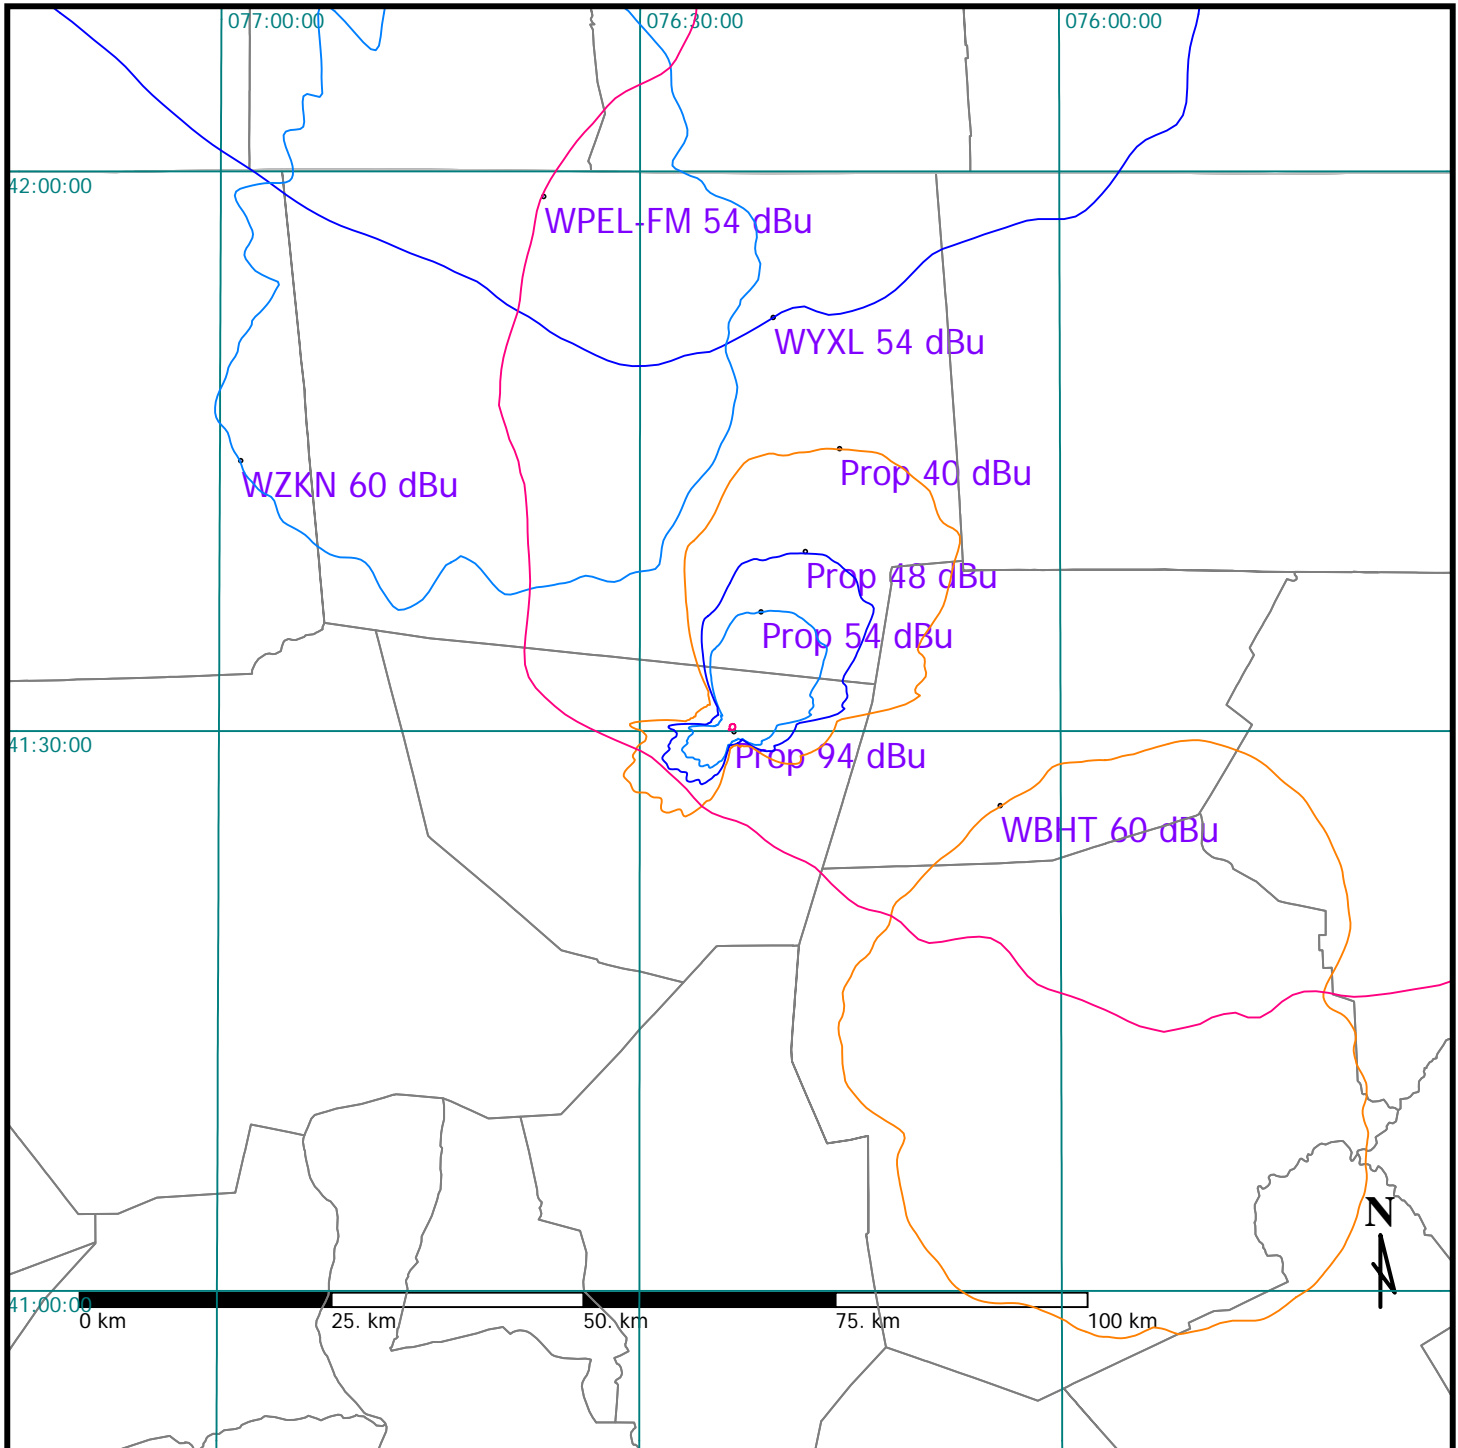 077:00:00
076:30:00
076:00:00
42:00:00
WPEL-FM 54 dBu
WYXL 54 dBu
Prop 40 dBu
WZKN 60 dBu
Prop 48 dBu
Prop 54 dBu
41:30:00
Prop 94 dBu
WBHT 60 dBu
N
41:00:00
0 km
25. km
50. km
75. km
100 km